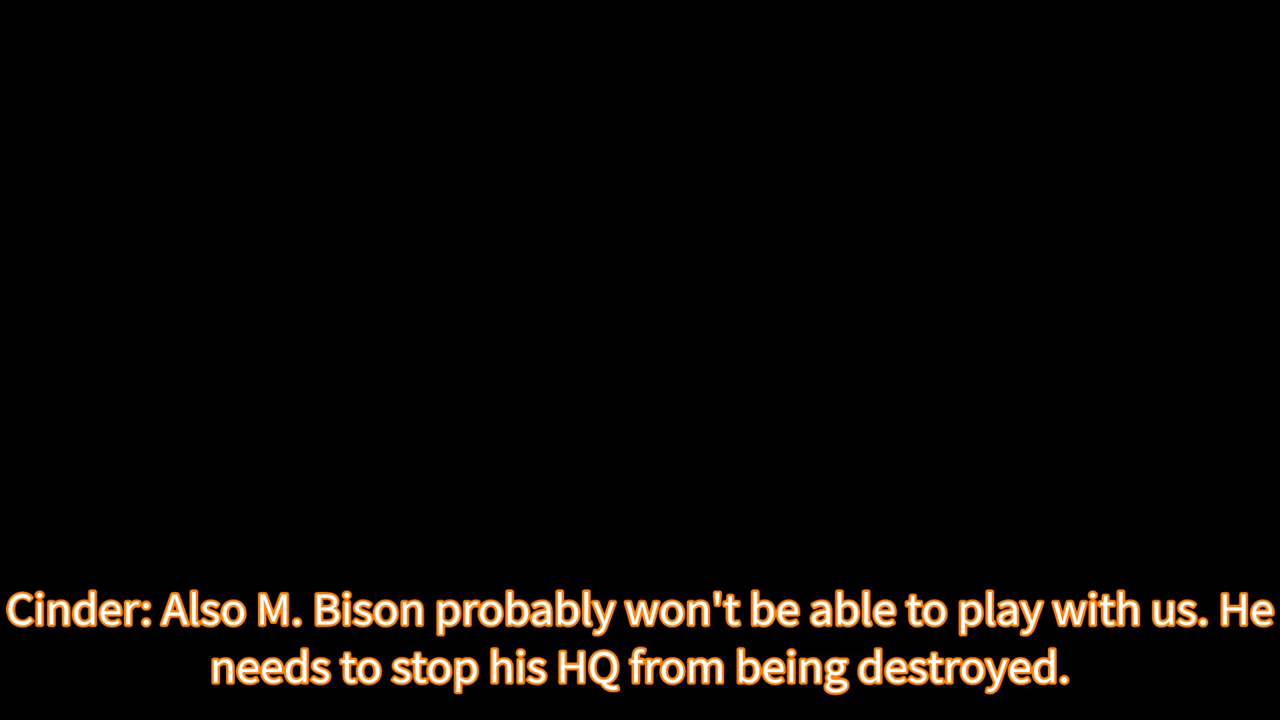 Cinder: Also M. Bison probably won't be able to play with us. He
needs to stop his HQ from being destroyed.